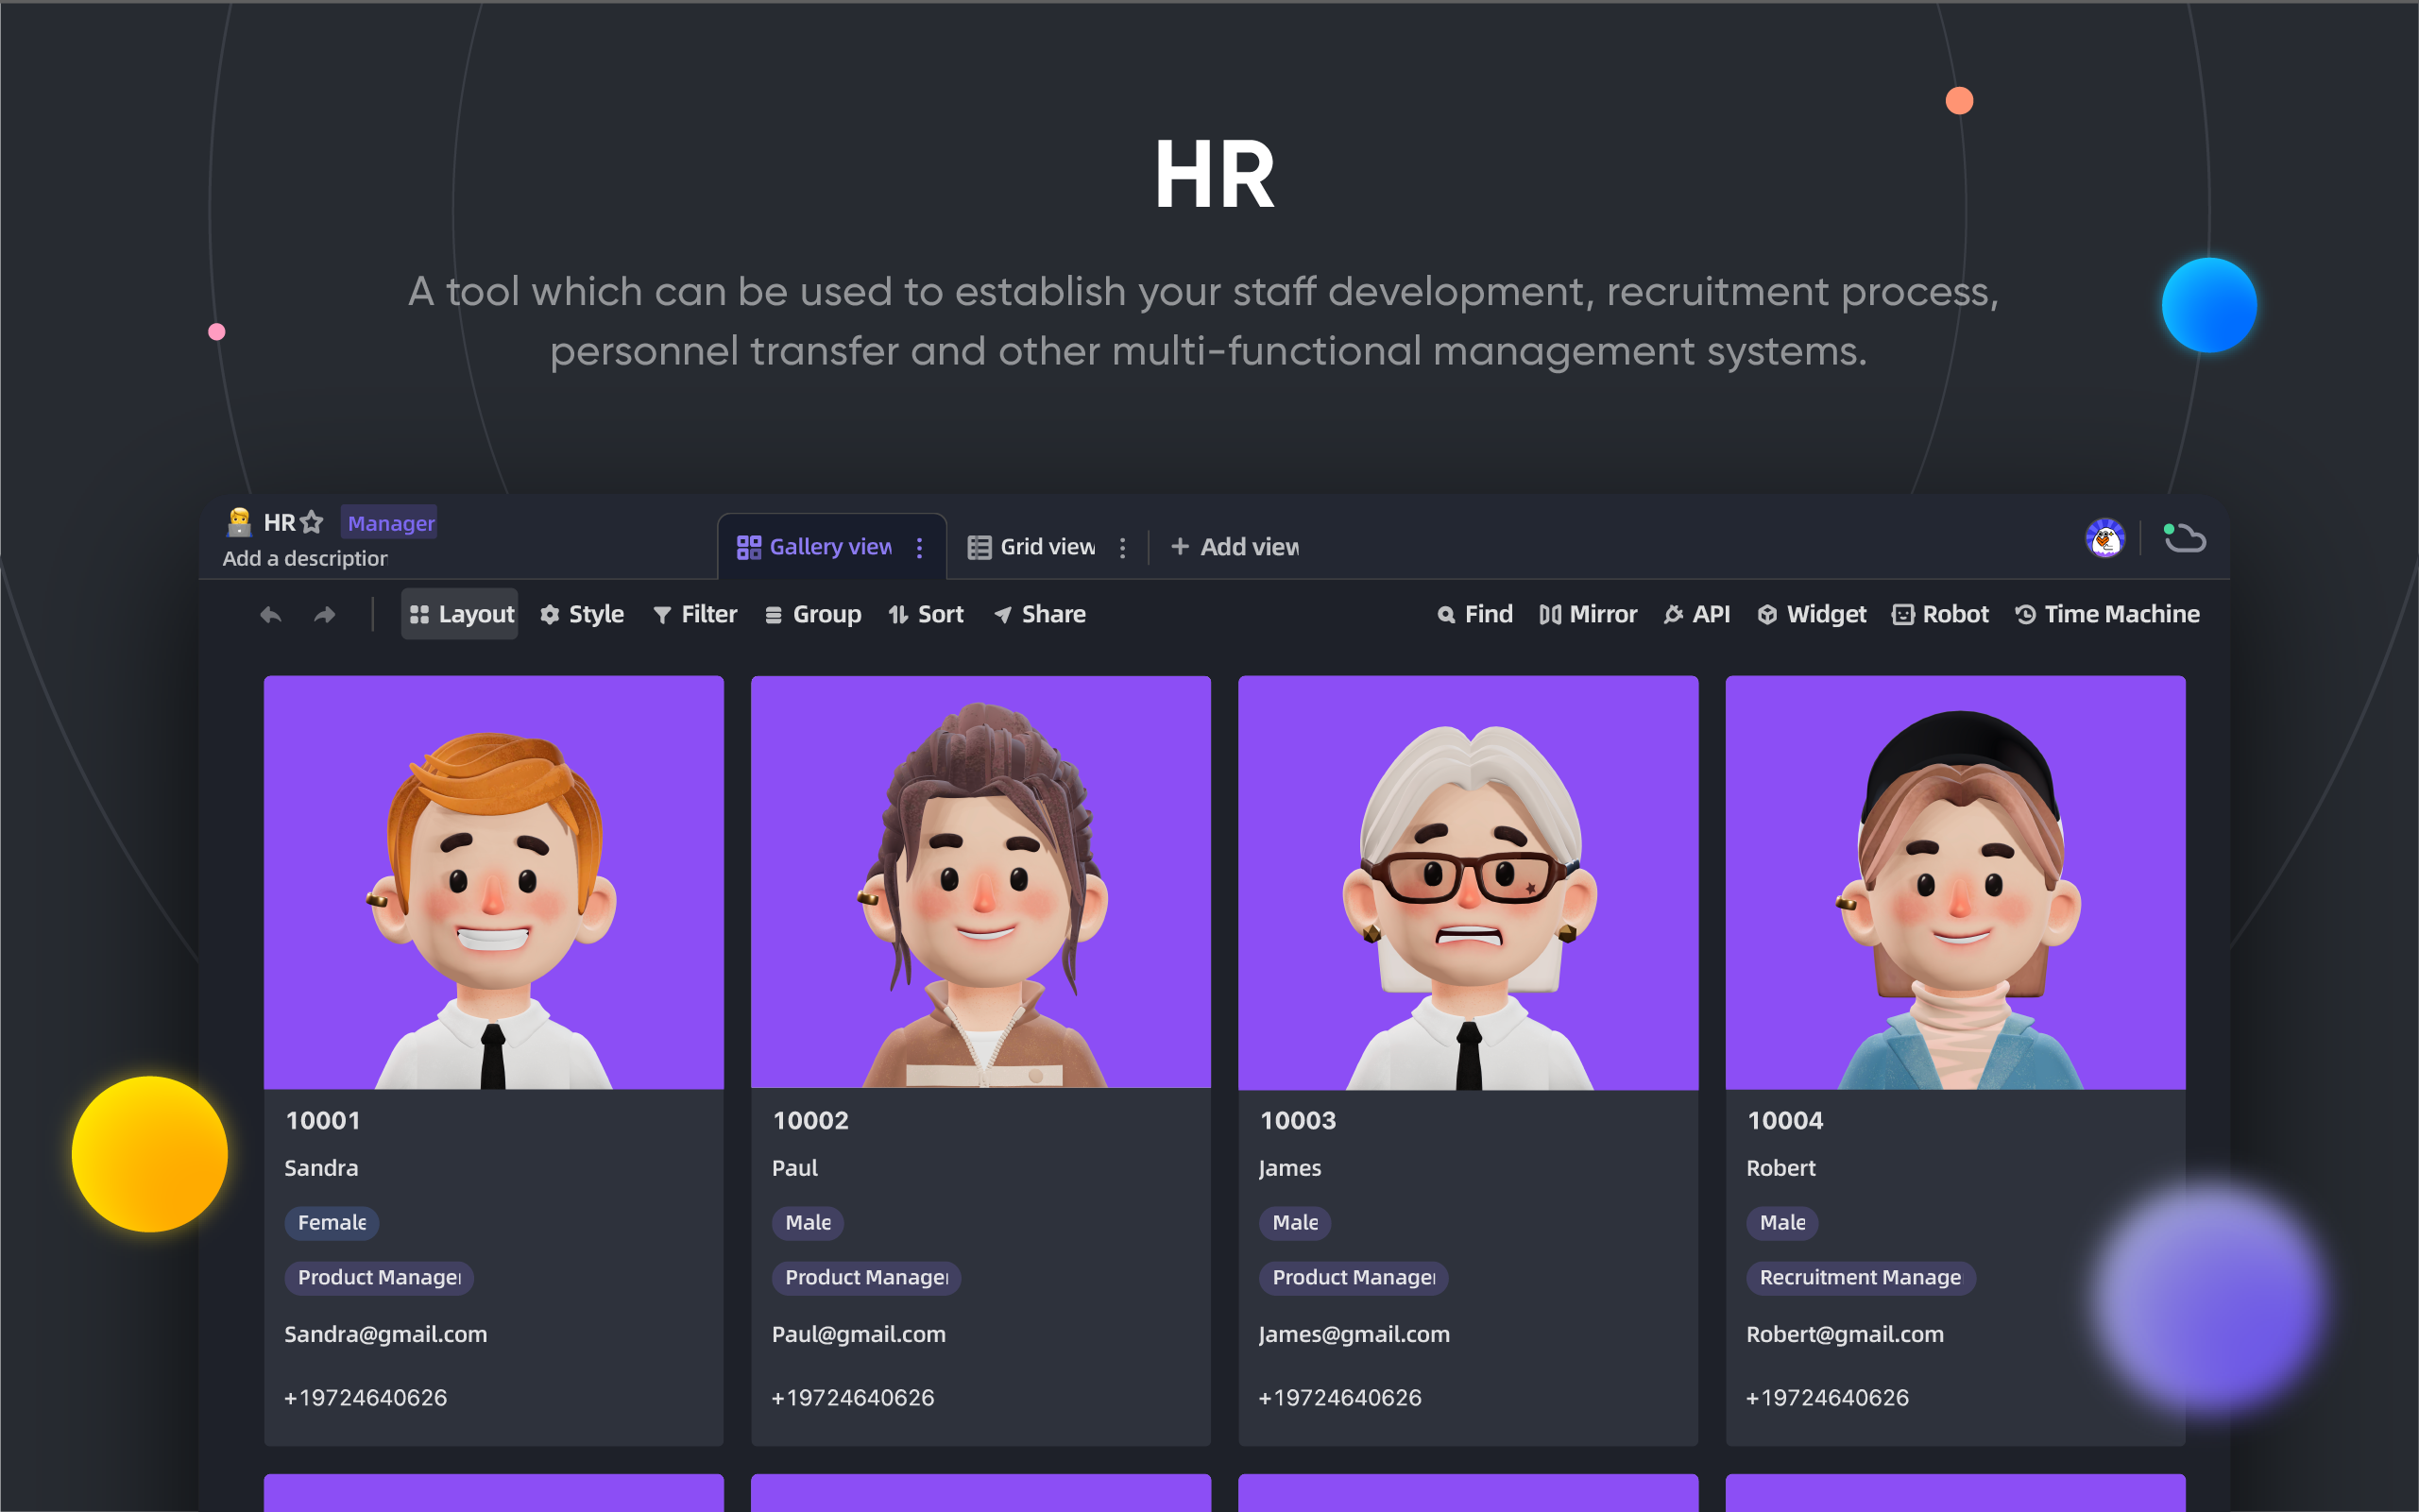 HR
A tool which can be used to establish your staff development, recruitment process,
personnel transfer and other multi-functional management systems.
HR Manager
Add a description
Gallery view
Grid view
Add view
Layout Style Filter Group Sort Share
Find Mirror API Widget Robot Time Machine
10001
Sandra
Female
Product Manager
Sandra@gmail.com
+19724640626
10002
Paul
Male
Product Manager
Paul@gmail.com
+19724640626
10003
James
Male
Product Manager
James@gmail.com
+19724640626
10004
Robert
Male
Recruitment Manage
Robert@gmail.com
+19724640626